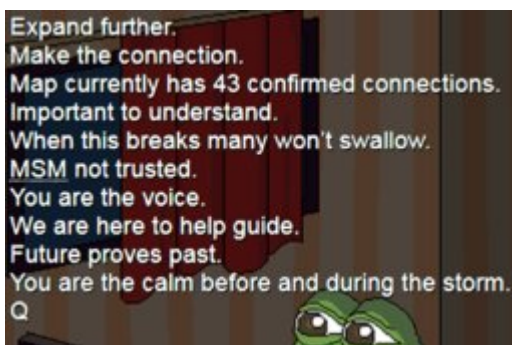 Expand further.
Make the connection.
Map currently has 43 confirmed connections.
Important to understand.
When this breaks many won't swallow.
MSM not trusted.
You are the voice.
We are here to help guide.
Future proves past.
You are the calm before and during the storm.
Q